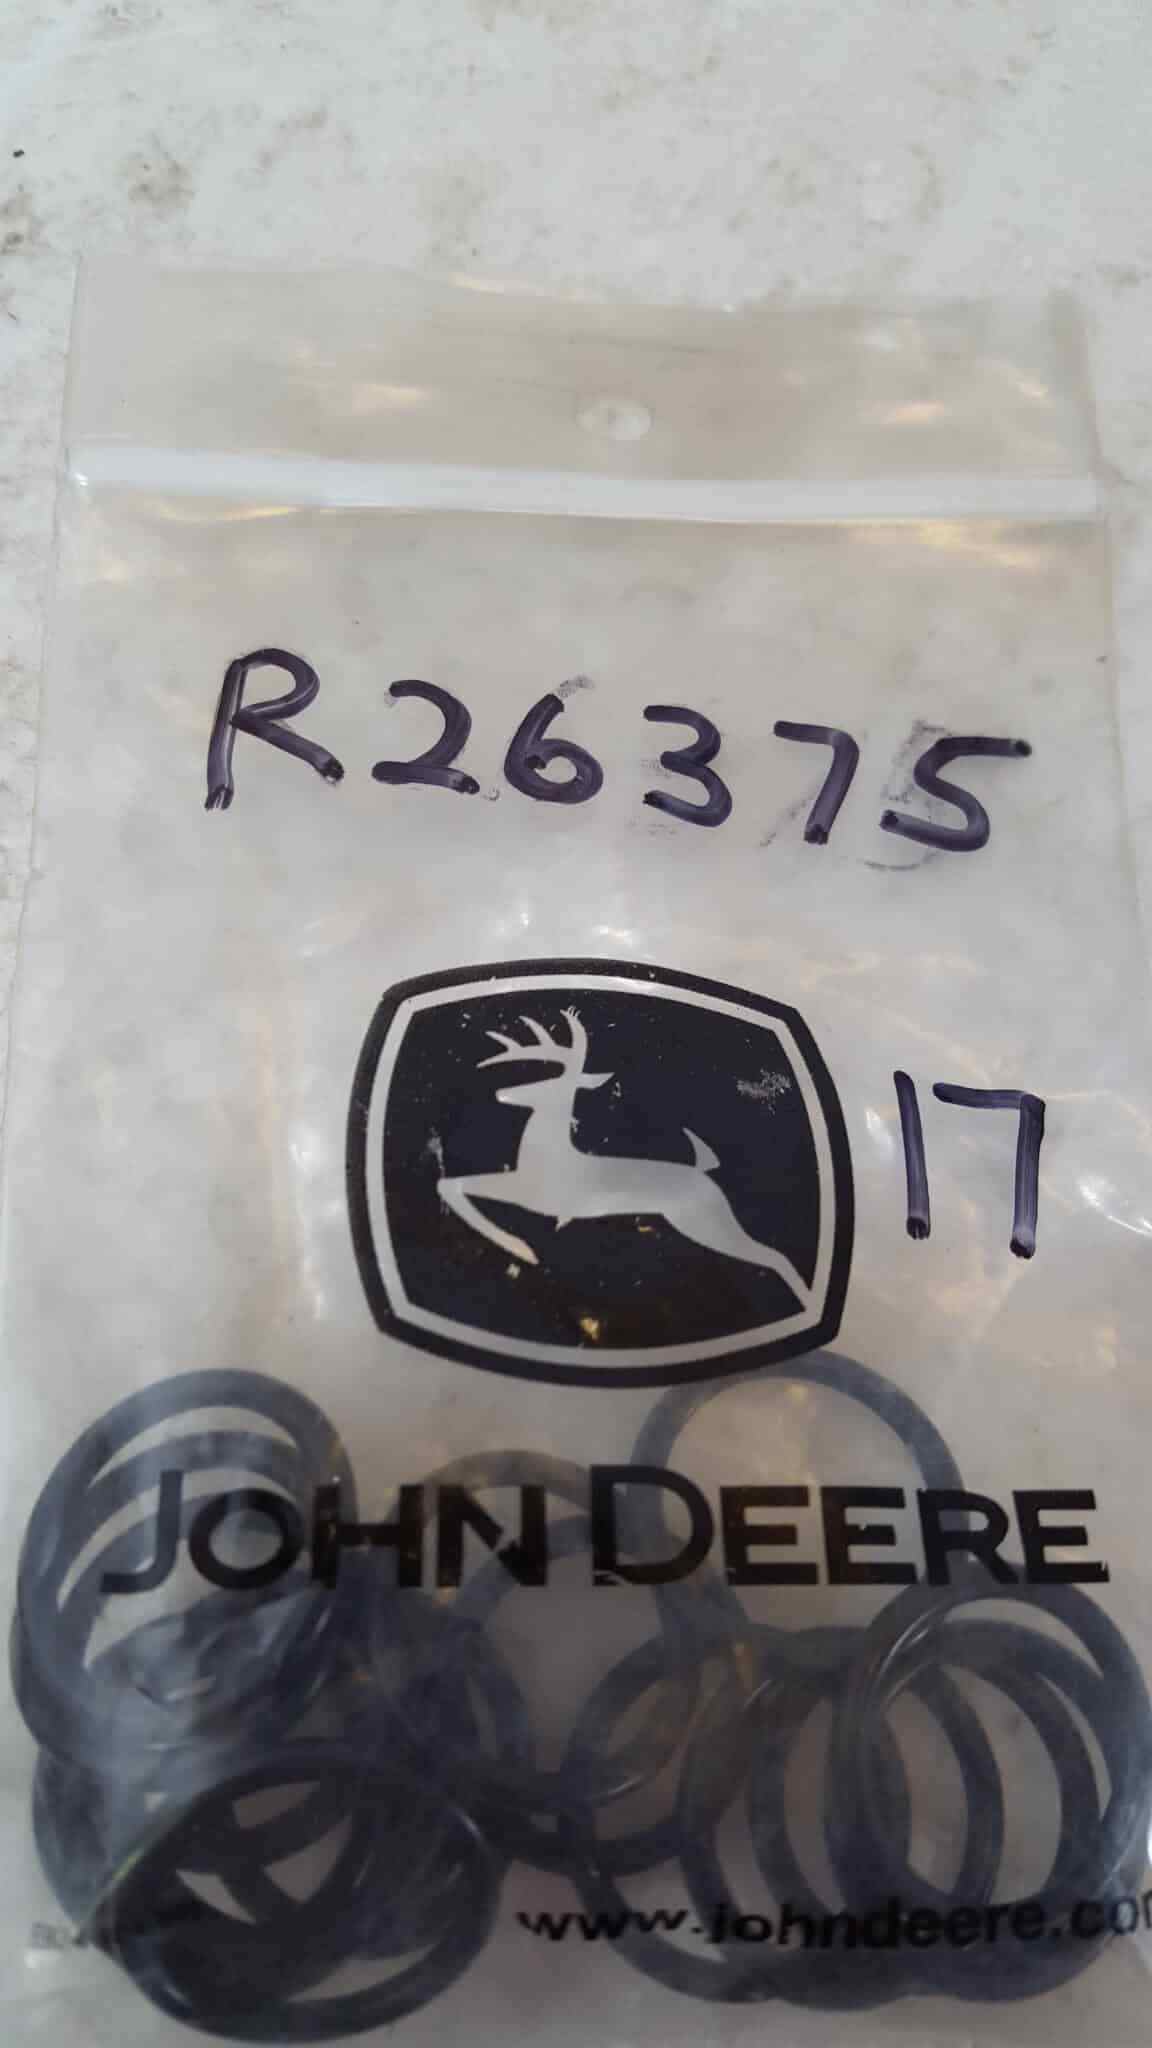 R26375
17
JOHN DEERE
www.johndeere.co